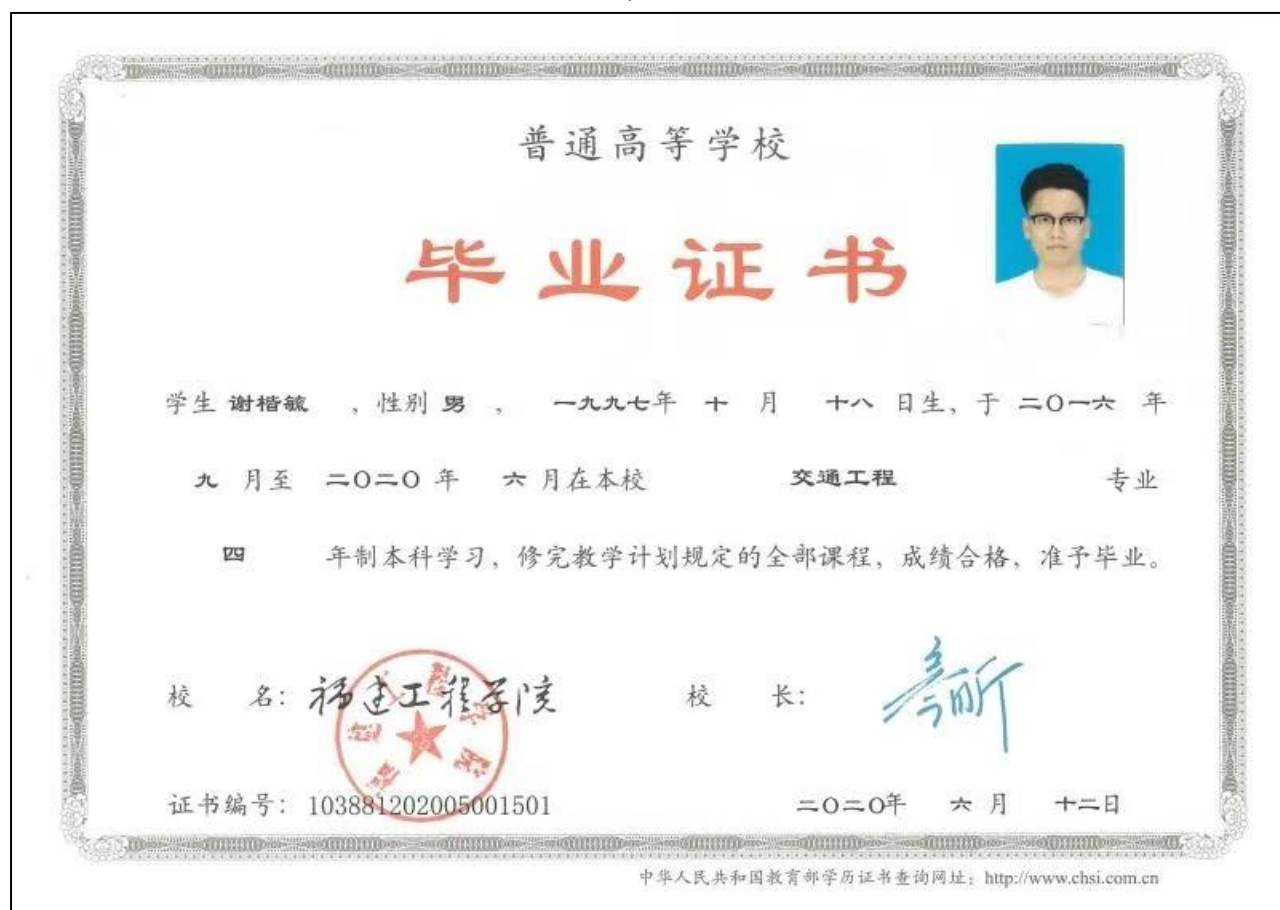 普通高等学校
毕业证书
学生 谢楷毓 ，性别 男 ， 一九九七年 十 月 十八 日生，于 二〇一六 年
九 月至 二〇二〇 年 六 月在本校 交通工程 专业
四 年制本科学习，修完教学计划规定的全部课程，成绩合格，准予毕业。
校 名：福建工程学院 校 长：
证书编号：103881202005001501 二〇二〇年 六 月 十二日
中华人民共和国教育部学历证书查询网址：http://www.chsi.com.cn